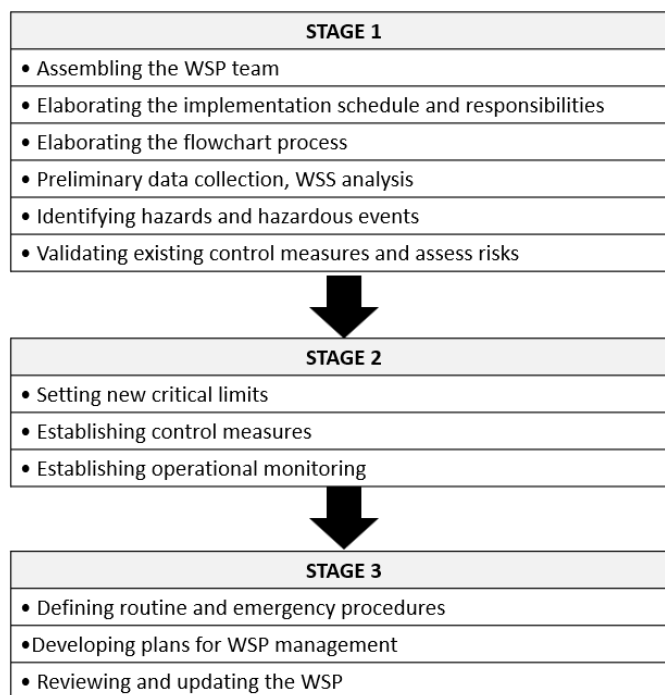 STAGE 1
• Assembling the WSP team
• Elaborating the implementation schedule and responsibilities
• Elaborating the flowchart process
• Preliminary data collection, WSS analysis
• Identifying hazards and hazardous events
• Validating existing control measures and assess risks
STAGE 2
• Setting new critical limits
• Establishing control measures
• Establishing operational monitoring
STAGE 3
• Defining routine and emergency procedures
•Developing plans for WSP management
• Reviewing and updating the WSP